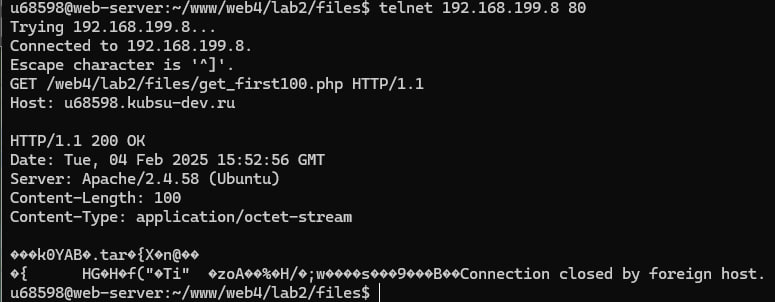 u68598@web-server:~/www/web4/lab2/files$ telnet 192.168.199.8 80
Trying 192.168.199.8...
Connected to 192.168.199.8.
Escape character is '^]'.
GET /web4/lab2/files/get_first100.php HTTP/1.1
Host: u68598.kubsu-dev.ru
HTTP/1.1 200 OK
Date: Tue, 04 Feb 2025 15:52:56 GMT
Server: Apache/2.4.58 (Ubuntu)
Content-Length: 100
Content-Type: application/octet-stream
���k0YAB�.tar�{X�n@��
�{      HG�H�f("�Ti"  �zoA��%�H/�;w����s���9���B��Connection closed by foreign host.
u68598@web-server:~/www/web4/lab2/files$